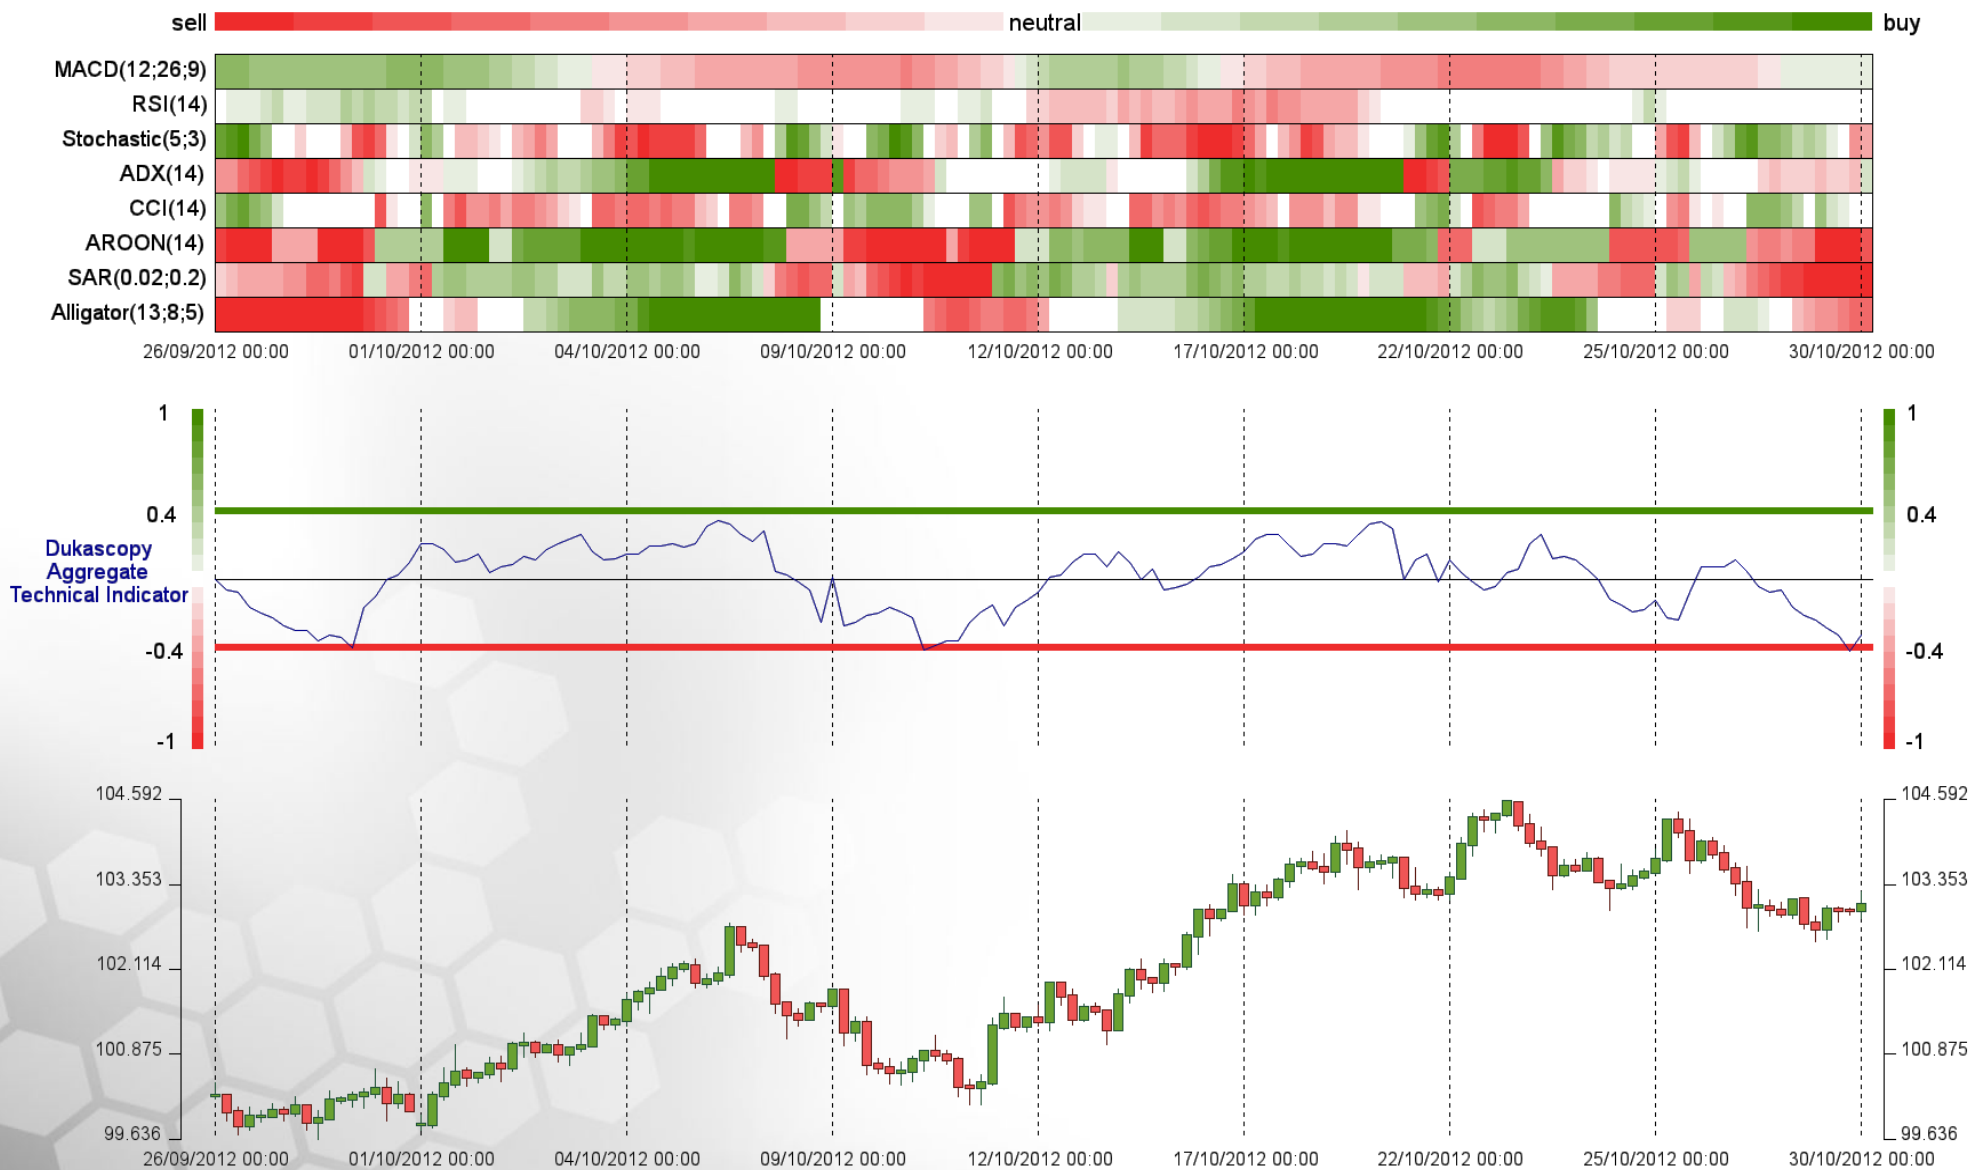 sell neutral buy
MACD(12;26;9)
RSI(14)
Stochastic(5;3)
ADX(14)
CCI(14)
AROON(14)
SAR(0.02;0.2)
Alligator(13;8;5)
26/09/2012 00:00 01/10/2012 00:00 04/10/2012 00:00 09/10/2012 00:00 12/10/2012 00:00 17/10/2012 00:00 22/10/2012 00:00 25/10/2012 00:00 30/10/2012 00:00
1 1
0.4 0.4
Dukascopy
Aggregate
Technical Indicator
-0.4 -0.4
-1 -1
104.592 104.592
103.353 103.353
102.114 102.114
100.875 100.875
99.636 99.636
26/09/2012 00:00 01/10/2012 00:00 04/10/2012 00:00 09/10/2012 00:00 12/10/2012 00:00 17/10/2012 00:00 22/10/2012 00:00 25/10/2012 00:00 30/10/2012 00:00